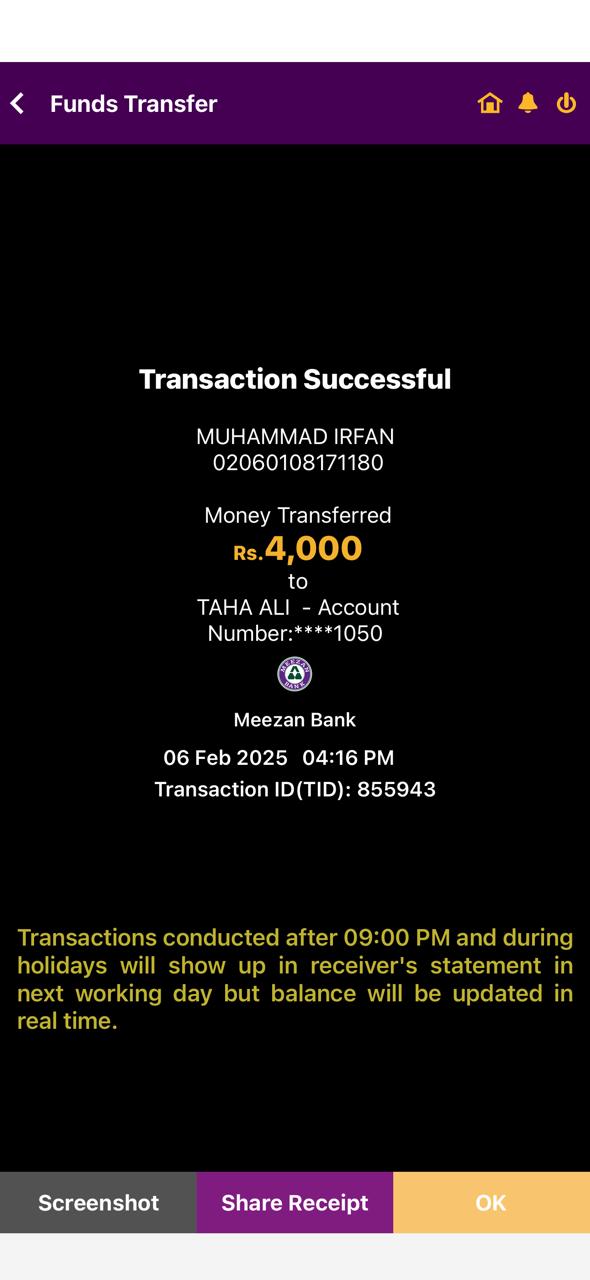 Funds Transfer
Transaction Successful
MUHAMMAD IRFAN
02060108171180
Money Transferred
Rs.4,000
to
TAHA ALI - Account
Number:****1050
MEEZAN BANK
Meezan Bank
06 Feb 2025 04:16 PM
Transaction ID(TID): 855943
Transactions conducted after 09:00 PM and during
holidays will show up in receiver's statement in
next working day but balance will be updated in
real time.
Screenshot Share Receipt OK